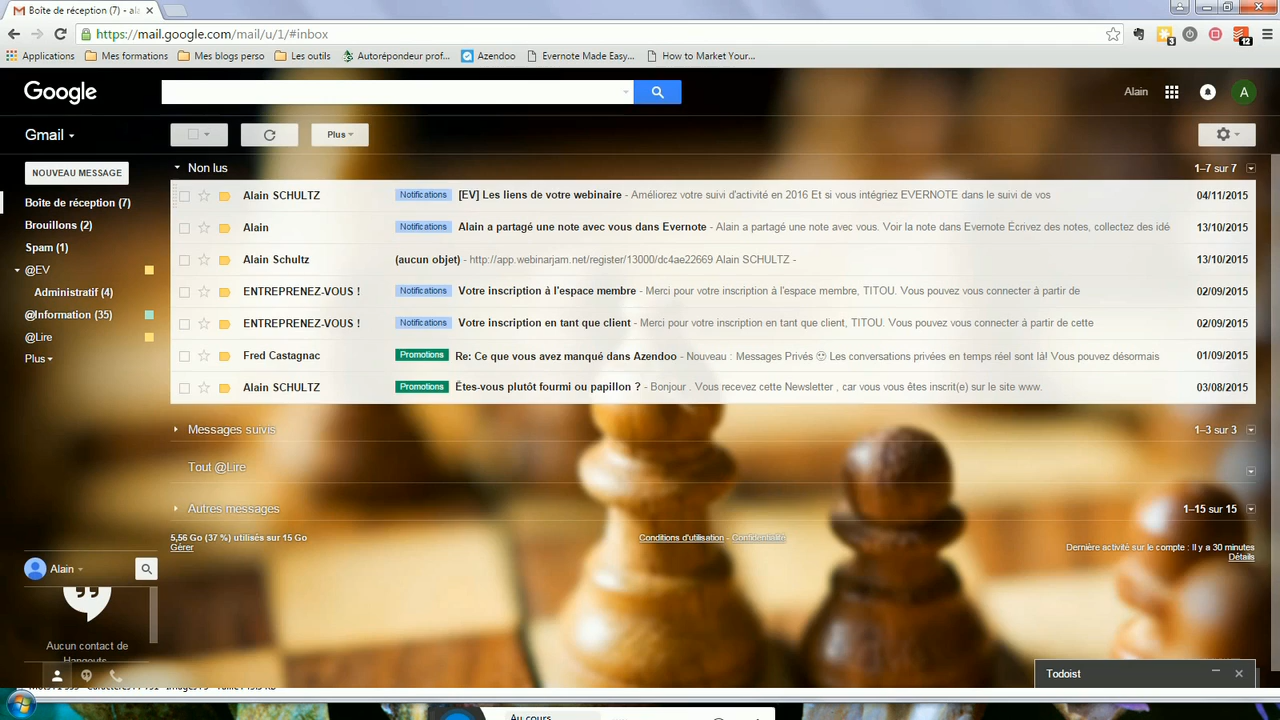 Boîte de réception (7) - ala
https://mail.google.com/mail/u/1/#inbox
3
12
Applications Mes formations Mes blogs perso Les outils Autorépondeur prof... Azendoo Evernote Made Easy... How to Market Your...
Google
Alain
A
Gmail
Plus
NOUVEAU MESSAGE
Boîte de réception (7)
Brouillons (2)
Spam (1)
@EV
Administratif (4)
@Information (35)
@Lire
Plus
Non lus 1–7 sur 7
Alain SCHULTZ Notifications [EV] Les liens de votre webinaire - Améliorez votre suivi d'activité en 2016 Et si vous intégriez EVERNOTE dans le suivi de vos 04/11/2015
Alain Notifications Alain a partagé une note avec vous dans Evernote - Alain a partagé une note avec vous. Voir la note dans Evernote Écrivez des notes, collectez des idé 13/10/2015
Alain Schultz (aucun objet) - http://app.webinarjam.net/register/13000/dc4ae22669 Alain SCHULTZ - 13/10/2015
ENTREPRENEZ-VOUS ! Notifications Votre inscription à l'espace membre - Merci pour votre inscription à l'espace membre, TITOU. Vous pouvez vous connecter à partir de 02/09/2015
ENTREPRENEZ-VOUS ! Notifications Votre inscription en tant que client - Merci pour votre inscription en tant que client, TITOU. Vous pouvez vous connecter à partir de cette 02/09/2015
Fred Castagnac Promotions Re: Ce que vous avez manqué dans Azendoo - Nouveau : Messages Privés 🙂 Les conversations privées en temps réel sont là! Vous pouvez désormais 01/09/2015
Alain SCHULTZ Promotions Êtes-vous plutôt fourmi ou papillon ? - Bonjour . Vous recevez cette Newsletter , car vous vous êtes inscrit(e) sur le site www. 03/08/2015
Messages suivis 1–3 sur 3
Tout @Lire
Autres messages 1–15 sur 15
5,56 Go (37 %) utilisés sur 15 Go
Gérer
Conditions d'utilisation - Confidentialité
Dernière activité sur le compte : Il y a 30 minutes
Détails
Alain
Aucun contact de
Hangouts
Todoist
Au cours